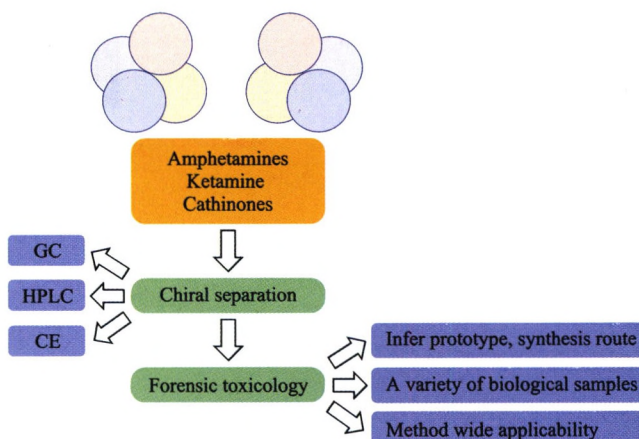 Amphetamines
Ketamine
Cathinones
GC
HPLC
CE
Chiral separation
Forensic toxicology
Infer prototype, synthesis route
A variety of biological samples
Method wide applicability